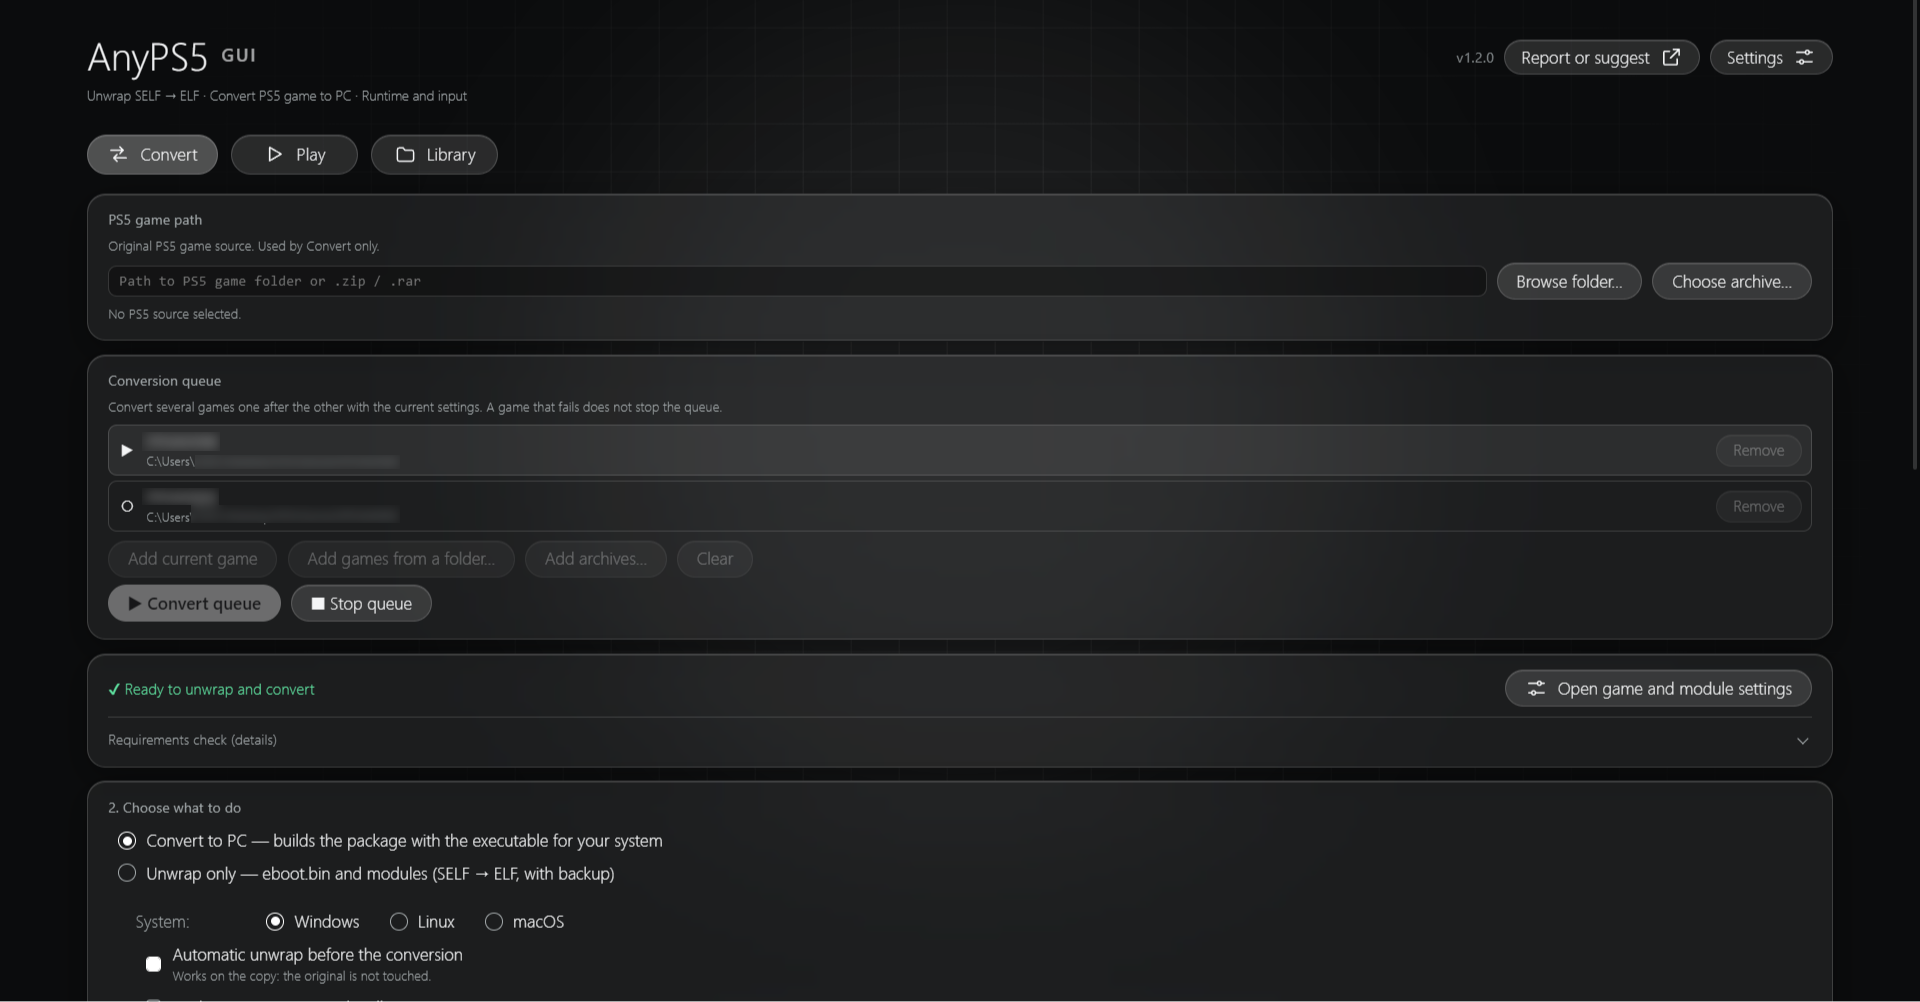 AnyPS5 GUI
v1.2.0 Report or suggest Settings
Unwrap SELF → ELF · Convert PS5 game to PC · Runtime and input
Convert Play Library
PS5 game path
Original PS5 game source. Used by Convert only.
Path to PS5 game folder or .zip / .rar Browse folder... Choose archive...
No PS5 source selected.
Conversion queue
Convert several games one after the other with the current settings. A game that fails does not stop the queue.
C:\Users\ Remove
C:\Users Remove
Add current game Add games from a folder... Add archives... Clear
Convert queue Stop queue
Ready to unwrap and convert Open game and module settings
Requirements check (details)
2. Choose what to do
Convert to PC — builds the package with the executable for your system
Unwrap only — eboot.bin and modules (SELF → ELF, with backup)
System: Windows Linux macOS
Automatic unwrap before the conversion
Works on the copy: the original is not touched.